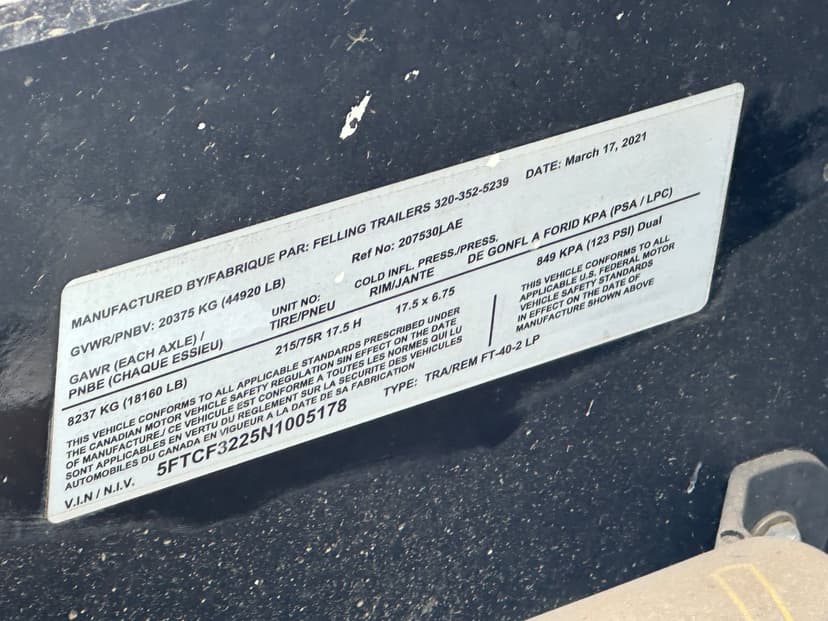 MANUFACTURED BY/FABRIQUE PAR: FELLING TRAILERS 320-352-5239 DATE: March 17, 2021
GVWR/PNBV: 20375 KG (44920 LB) Ref No: 207530LAE
GAWR (EACH AXLE) / UNIT NO: COLD INFL. PRESS./PRESS.
PNBE (CHAQUE ESSIEU) TIRE/PNEU RIM/JANTE DE GONFL A FORID KPA (PSA / LPC)
8237 KG (18160 LB) 215/75R 17.5 H 17.5 x 6.75 849 KPA (123 PSI) Dual
THIS VEHICLE CONFORMS TO ALL APPLICABLE STANDARDS PRESCRIBED UNDER
THE CANADIAN MOTOR VEHICLE SAFETY REGULATION SIN EFFECT ON THE DATE
OF MANUFACTURE./ CE VEHICULE EST CONFORME A TOUTES LES NORMES QUI LU
SONT APPLICABLES EN VERTU DU REGLEMENT SUR LA SECURITE DES VEHICULES
AUTOMOBILES DU CANADA EN VIGUEUR A LA DATE DE SA FABRICATION
THIS VEHICLE CONFORMS TO ALL
APPLICABLE U.S. FEDERAL MOTOR
VEHICLE SAFETY STANDARDS
IN EFFECT ON THE DATE OF
MANUFACTURE SHOWN ABOVE
V.I.N / N.I.V. 5FTCF3225N1005178 TYPE: TRA/REM FT-40-2 LP